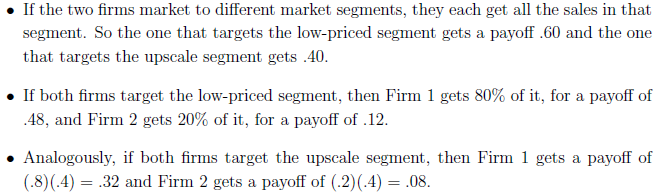 • If the two firms market to different market segments, they each get all the sales in that
segment. So the one that targets the low-priced segment gets a payoff .60 and the one
that targets the upscale segment gets .40.
• If both firms target the low-priced segment, then Firm 1 gets 80% of it, for a payoff of
.48, and Firm 2 gets 20% of it, for a payoff of .12.
• Analogously, if both firms target the upscale segment, then Firm 1 gets a payoff of
(.8)(.4) = .32 and Firm 2 gets a payoff of (.2)(.4) = .08.